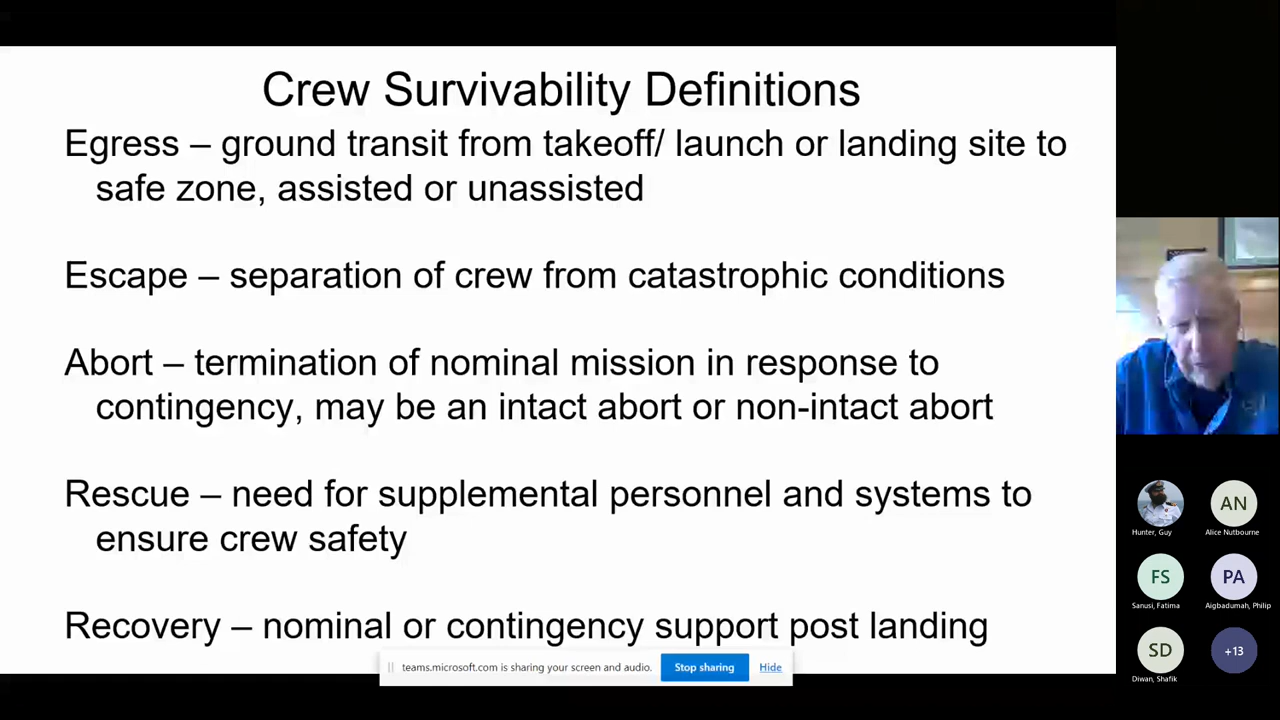 Crew Survivability Definitions
Egress – ground transit from takeoff/ launch or landing site to
safe zone, assisted or unassisted
Escape – separation of crew from catastrophic conditions
Abort – termination of nominal mission in response to
contingency, may be an intact abort or non-intact abort
Rescue – need for supplemental personnel and systems to
ensure crew safety
Recovery – nominal or contingency support post landing
teams.microsoft.com is sharing your screen and audio.
Stop sharing
Hide
AN
Hunter, Guy
Alice Nutbourne
FS
PA
Sanusi, Fatima
Aigbadumah, Philip
SD
+13
Diwan, Shafik